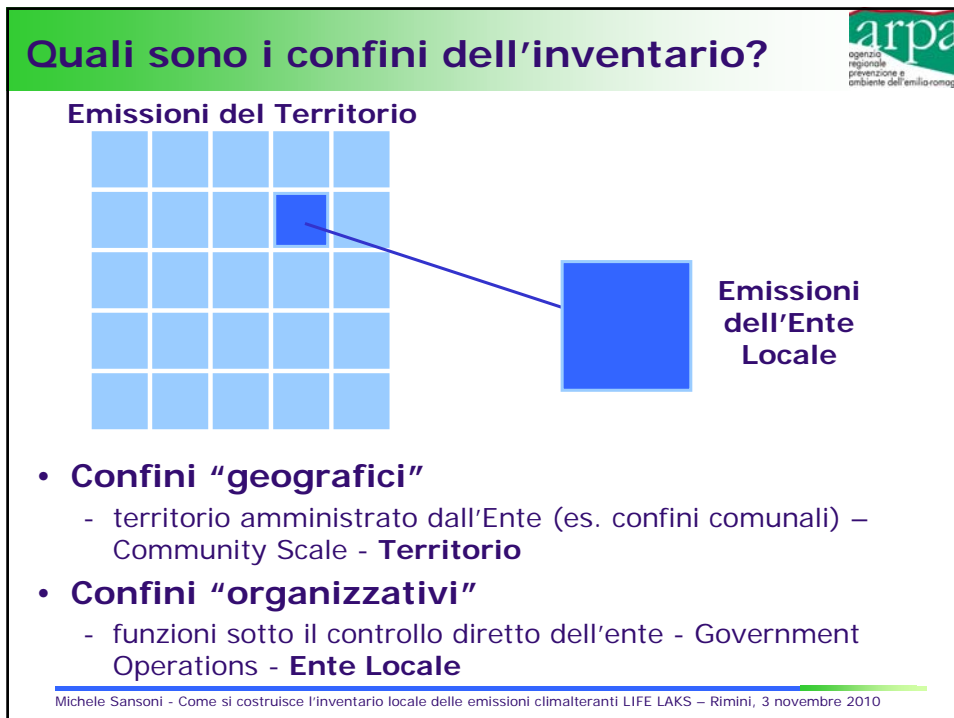 Quali sono i confini dell'inventario?
arpa
agenzia
regionale
prevenzione e
ambiente dell'emilia-romag
Emissioni del Territorio
Emissioni
dell'Ente
Locale
• Confini "geografici"
- territorio amministrato dall'Ente (es. confini comunali) –
Community Scale - Territorio
• Confini "organizzativi"
- funzioni sotto il controllo diretto dell'ente - Government
Operations - Ente Locale
Michele Sansoni - Come si costruisce l'inventario locale delle emissioni climalteranti LIFE LAKS – Rimini, 3 novembre 2010